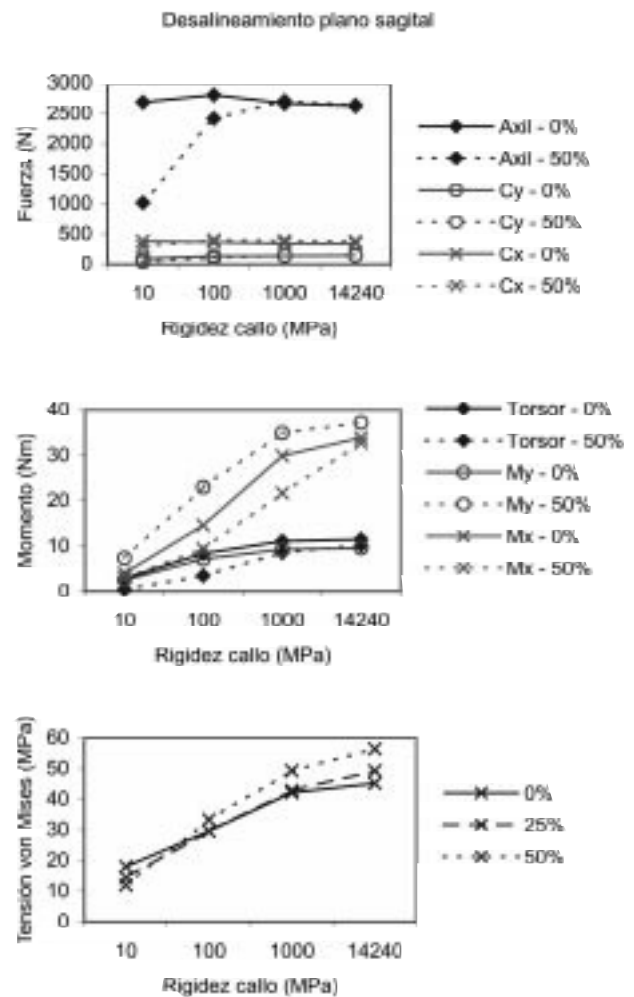 Desalineamiento plano sagital
Fuerza (N)
3000
2500
2000
1500
1000
500
0
10 100 1000 14240
Rigidez callo (MPa)
Axil - 0%
Axil - 50%
Cy - 0%
Cy - 50%
Cx - 0%
Cx - 50%
Momento (Nm)
40
30
20
10
0
10 100 1000 14240
Rigidez callo (MPa)
Torsor - 0%
Torsor - 50%
My - 0%
My - 50%
Mx - 0%
Mx - 50%
Tensión von Mises (MPa)
60
50
40
30
20
10
0
10 100 1000 14240
Rigidez callo (MPa)
0%
25%
50%